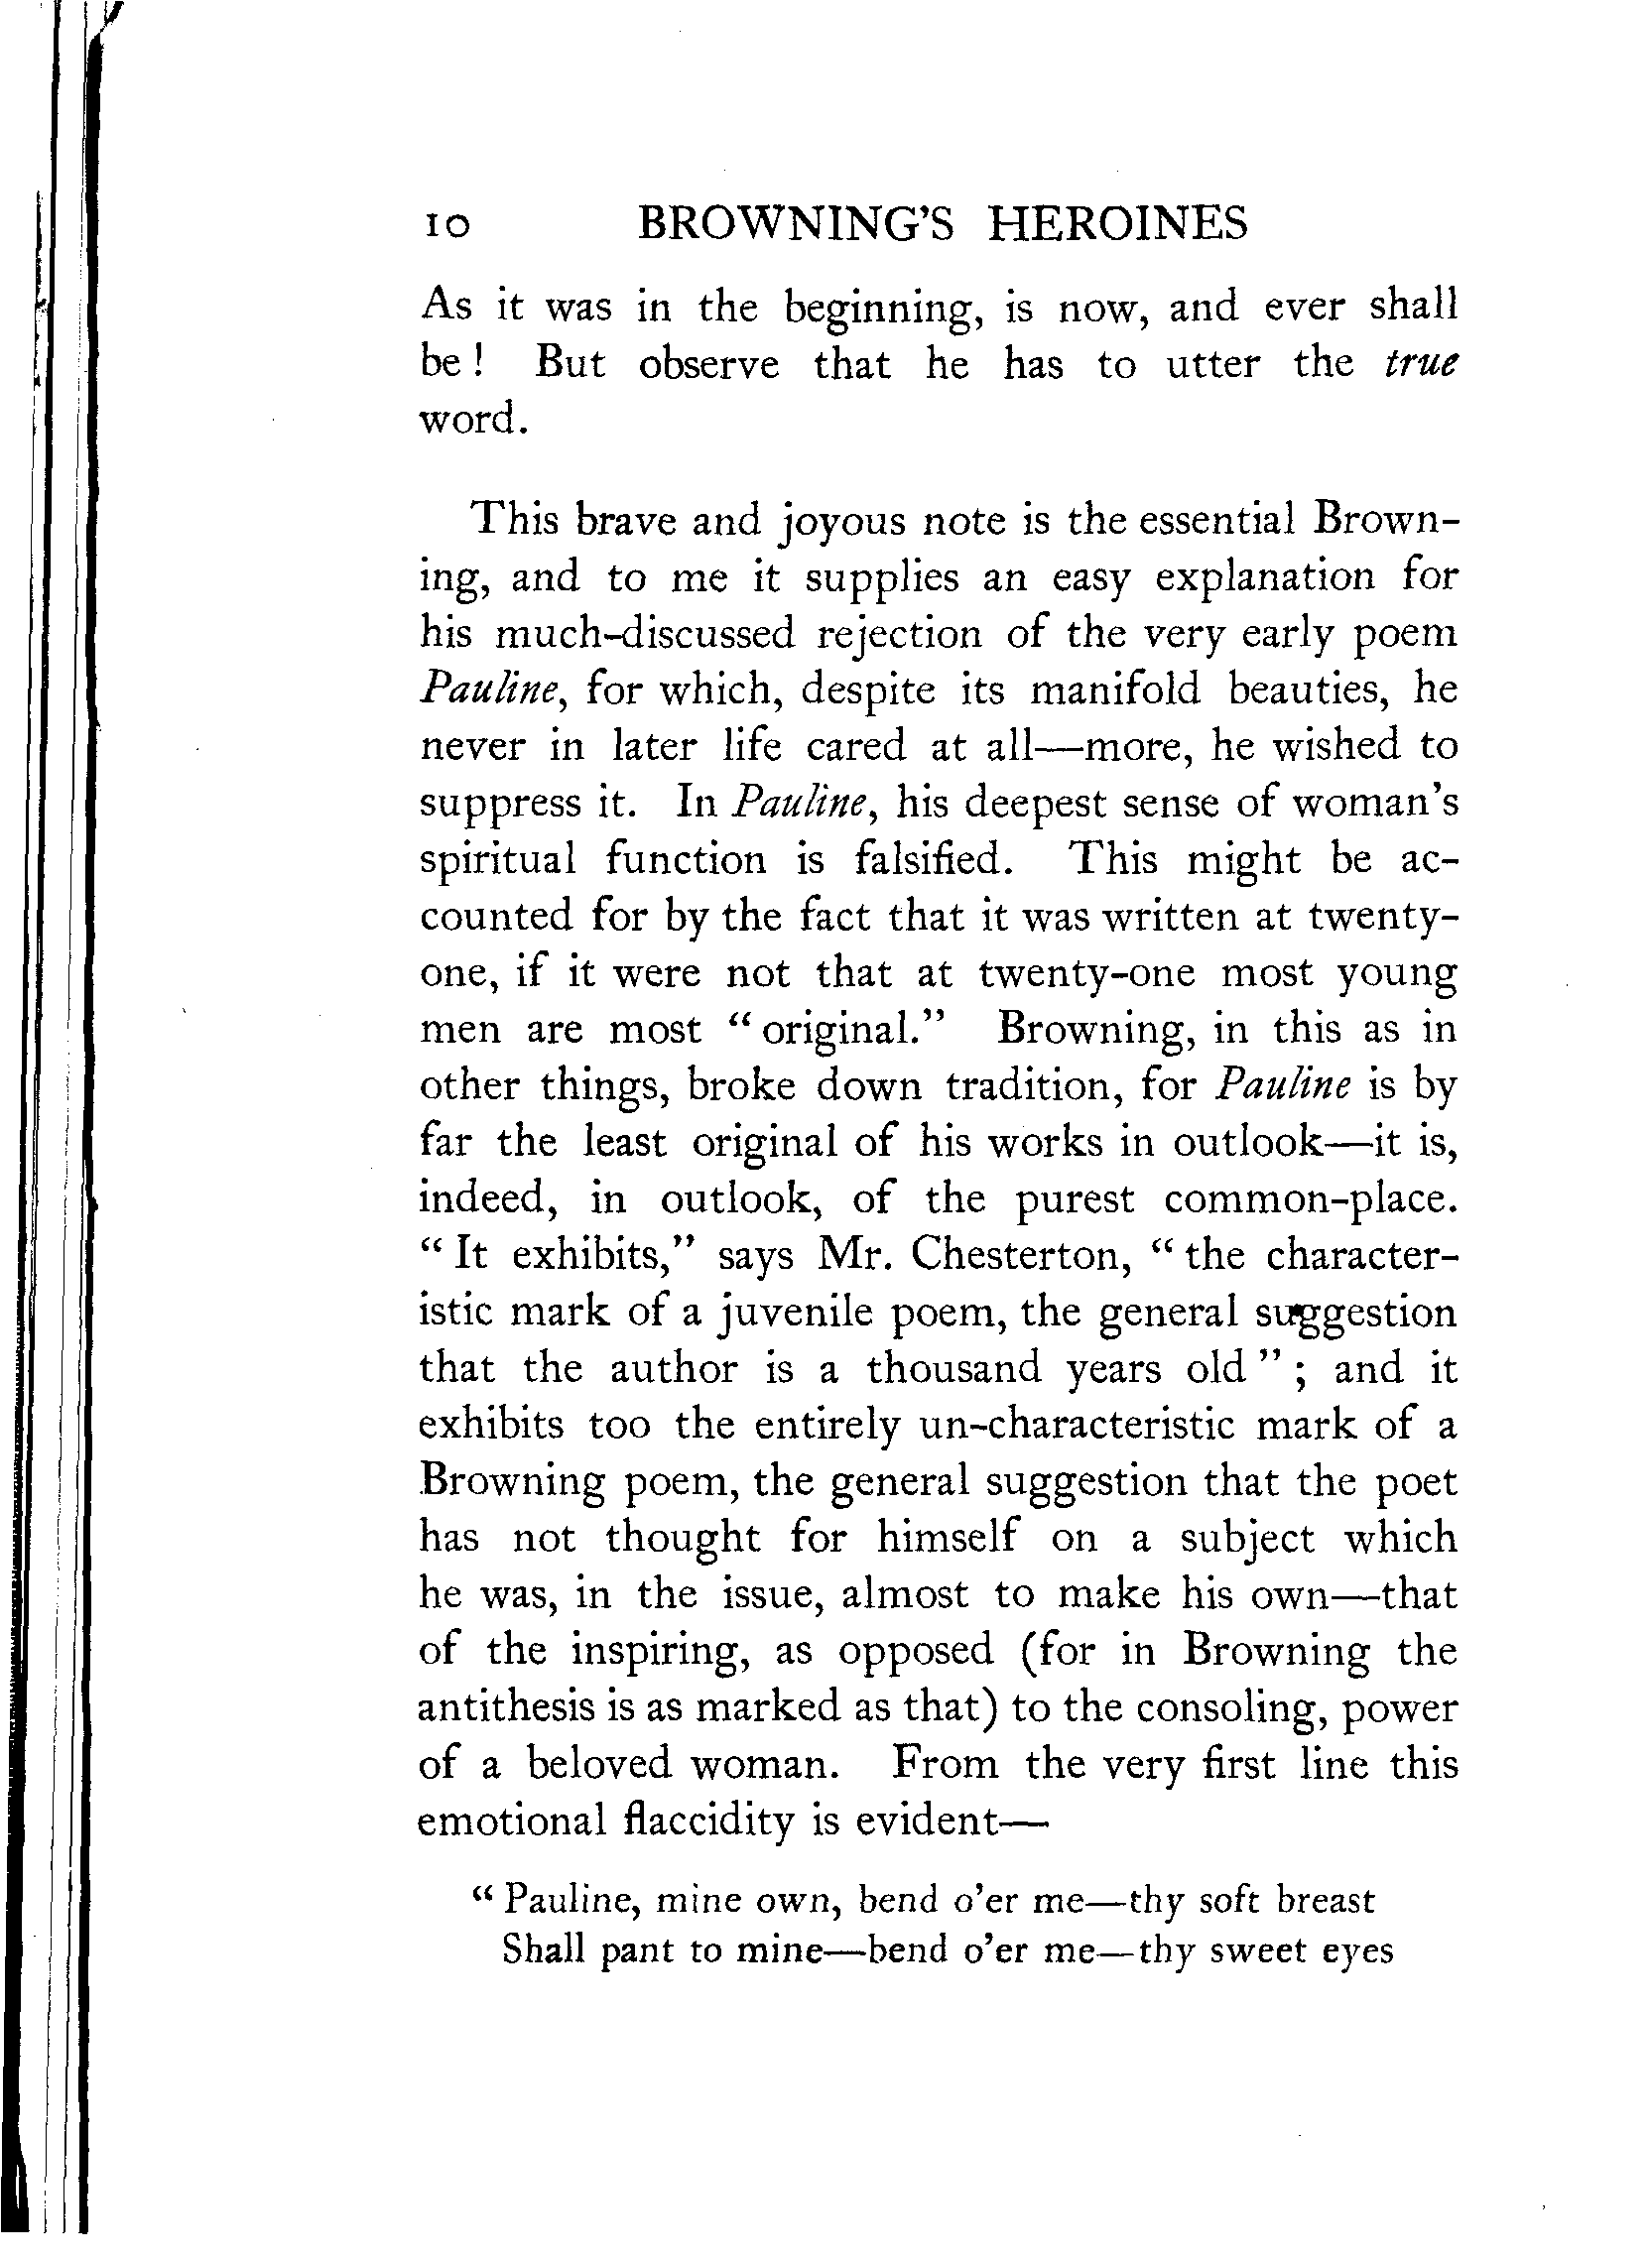 10 BROWNING'S HEROINES
As it was in the beginning, is now, and ever shall
be! But observe that he has to utter the true
word.
This brave and joyous note is the essential Brown-
ing, and to me it supplies an easy explanation for
his much-discussed rejection of the very early poem
Pauline, for which, despite its manifold beauties, he
never in later life cared at all—more, he wished to
suppress it. In Pauline, his deepest sense of woman's
spiritual function is falsified. This might be ac-
counted for by the fact that it was written at twenty-
one, if it were not that at twenty-one most young
men are most “original.” Browning, in this as in
other things, broke down tradition, for Pauline is by
far the least original of his works in outlook—it is,
indeed, in outlook, of the purest common-place.
“It exhibits,” says Mr. Chesterton, “the character-
istic mark of a juvenile poem, the general suggestion
that the author is a thousand years old”; and it
exhibits too the entirely un-characteristic mark of a
Browning poem, the general suggestion that the poet
has not thought for himself on a subject which
he was, in the issue, almost to make his own—that
of the inspiring, as opposed (for in Browning the
antithesis is as marked as that) to the consoling, power
of a beloved woman. From the very first line this
emotional flaccidity is evident—
“Pauline, mine own, bend o'er me—thy soft breast
Shall pant to mine—bend o'er me—thy sweet eyes